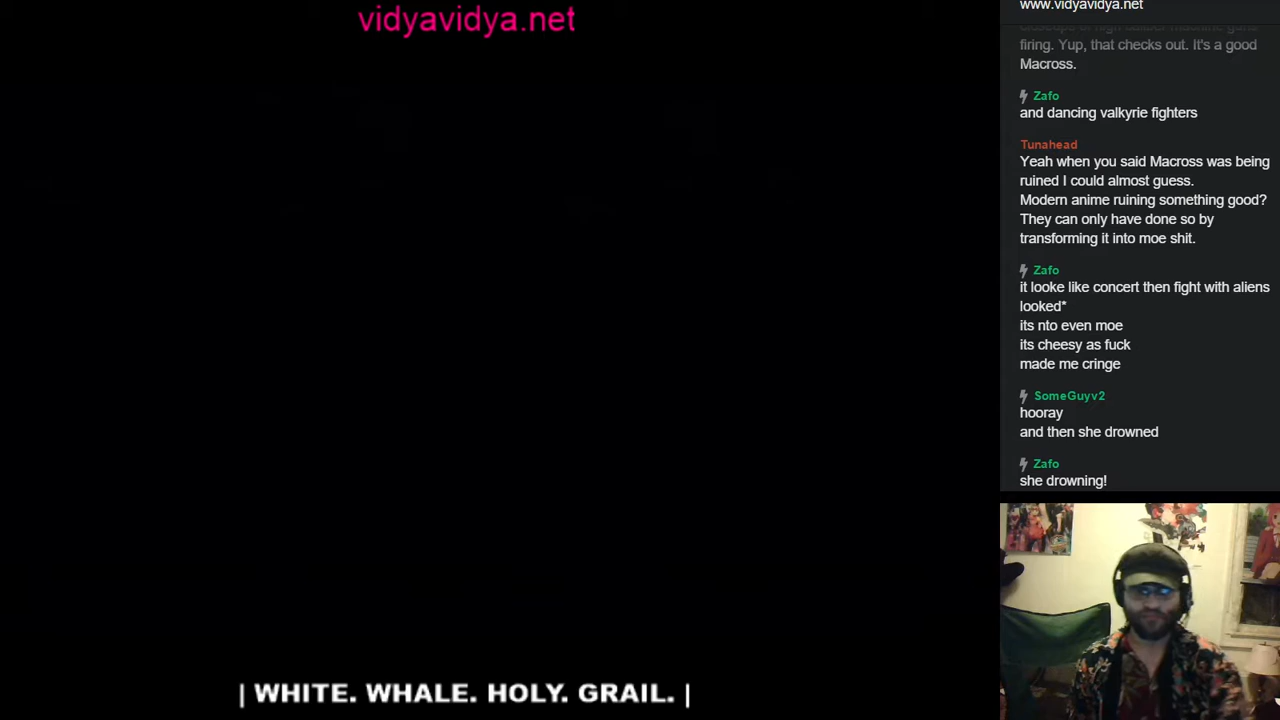 vidyavidya.net
www.vidyavidya.net
firing. Yup, that checks out. It's a good
Macross.
Zafo
and dancing valkyrie fighters
Tunahead
Yeah when you said Macross was being
ruined I could almost guess.
Modern anime ruining something good?
They can only have done so by
transforming it into moe shit.
Zafo
it looke like concert then fight with aliens
looked*
its nto even moe
its cheesy as fuck
made me cringe
SomeGuyv2
hooray
and then she drowned
Zafo
she drowning!
| WHITE. WHALE. HOLY. GRAIL. |